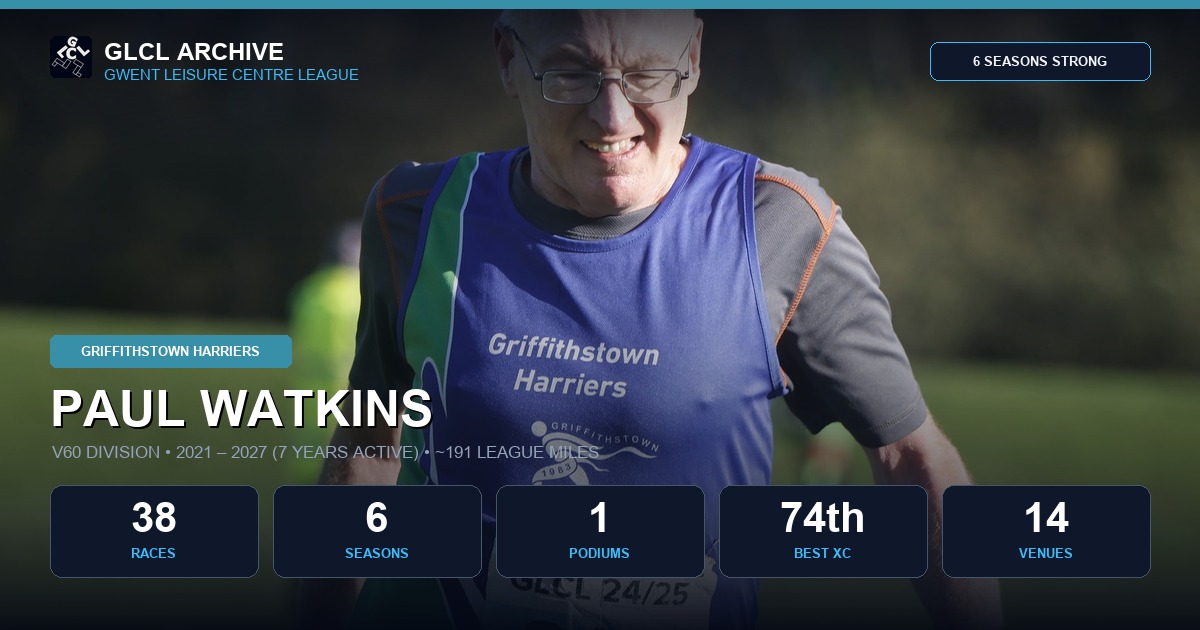 GC
GLCL ARCHIVE
GWENT LEISURE CENTRE LEAGUE
6 SEASONS STRONG
Griffithstown
Harriers
GRIFFITHSTOWN
1983
GRIFFITHSTOWN HARRIERS
PAUL WATKINS
V60 DIVISION • 2021 – 2027 (7 YEARS ACTIVE) • ~191 LEAGUE MILES
38
RACES
6
SEASONS
1
PODIUMS
74th
BEST XC
14
VENUES
GLCL 24/25